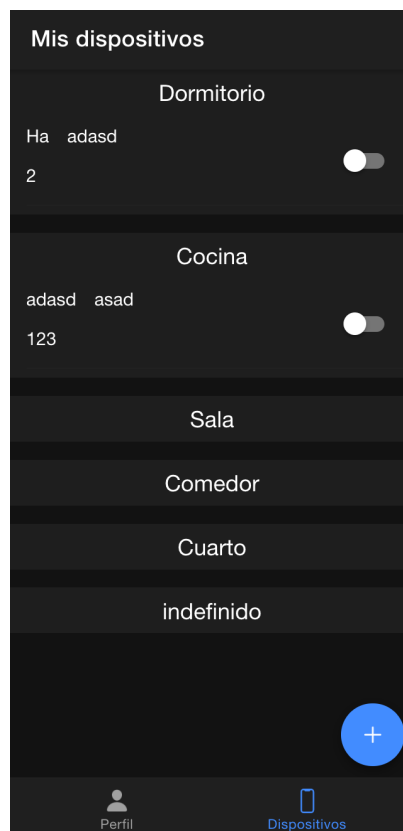 Mis dispositivos
Dormitorio
Ha adasd
2
Cocina
adasd asad
123
Sala
Comedor
Cuarto
indefinido
+
Perfil Dispositivos